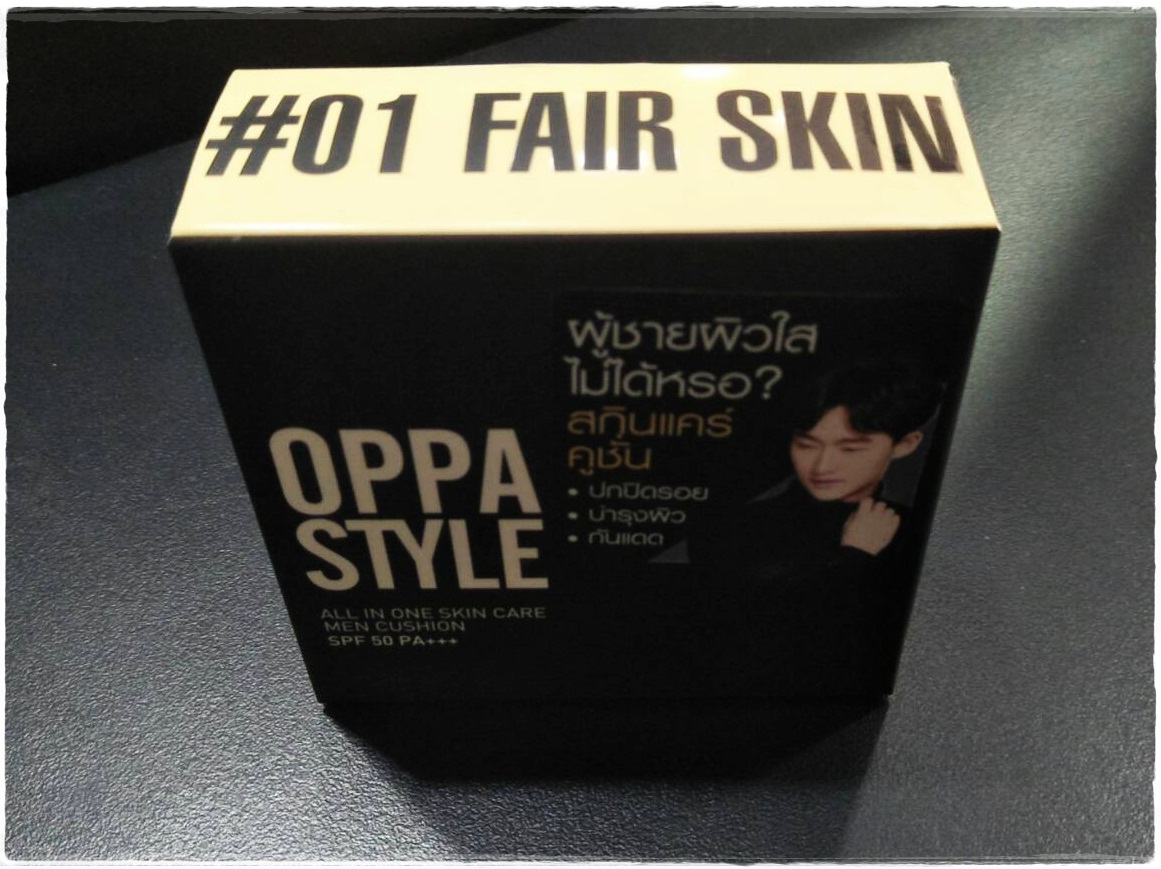 #01 FAIR SKIN
ผู้ชายผิวใส
ไม่ได้หรอ?
สกินแคร์
คูชั่น
• ปกปิดรอย
• บำรุงผิว
• กันแดด
OPPA
STYLE
ALL IN ONE SKIN CARE
MEN CUSHION
SPF 50 PA+++